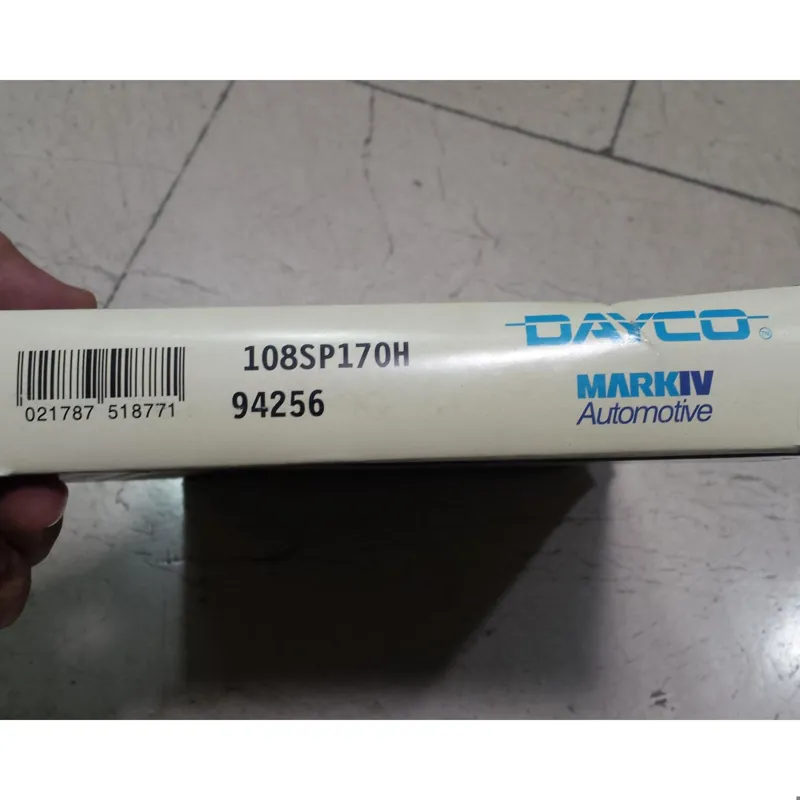 021787 518771
108SP170H
94256
DAYCO
MARKIV
Automotive